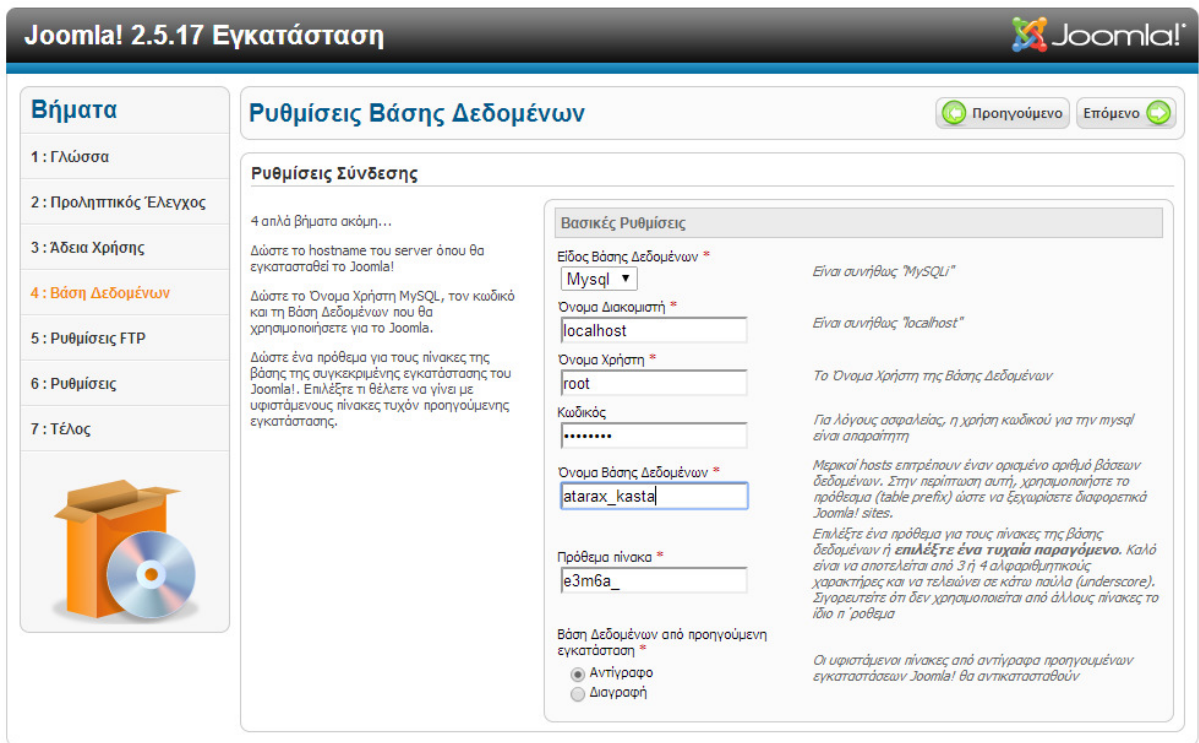 Joomla! 2.5.17 Εγκατάσταση
Joomla!
Βήματα
1 : Γλώσσα
2 : Προληπτικός Έλεγχος
3 : Άδεια Χρήσης
4 : Βάση Δεδομένων
5 : Ρυθμίσεις FTP
6 : Ρυθμίσεις
7 : Τέλος
Ρυθμίσεις Βάσης Δεδομένων
Προηγούμενο
Επόμενο
Ρυθμίσεις Σύνδεσης
4 απλά βήματα ακόμη...
Δώστε το hostname του server όπου θα
εγκατασταθεί το Joomla!
Δώστε το Όνομα Χρήστη MySQL, τον κωδικό
και τη Βάση Δεδομένων που θα
χρησιμοποιήσετε για το Joomla.
Δώστε ένα πρόθεμα για τους πίνακες της
βάσης της συγκεκριμένης εγκατάστασης του
Joomla!. Επιλέξτε τι θέλετε να γίνει με
υφιστάμενους πίνακες τυχόν προηγούμενης
εγκατάστασης.
Βασικές Ρυθμίσεις
Είδος Βάσης Δεδομένων *
Mysql
Είναι συνήθως "MySQLi"
Όνομα Διακομιστή *
localhost
Είναι συνήθως "localhost"
Όνομα Χρήστη *
root
Το Όνομα Χρήστη της Βάσης Δεδομένων
Κωδικός
••••••••
Για λόγους ασφαλείας, η χρήση κωδικού για την mysql
είναι απαραίτητη
Όνομα Βάσης Δεδομένων *
atarax_kasta
Μερικοί hosts επιτρέπουν έναν ορισμένο αριθμό βάσεων
δεδομένων. Στην περίπτωση αυτή, χρησιμοποιήστε το
πρόθεσμα (table prefix) ώστε να ξεχωρίσετε διαφορετικά
Joomla! sites.
Πρόθεμα πίνακα *
e3m6a_
Επιλέξτε ένα πρόθεμα για τους πίνακες της βάσης
δεδομένων ή επιλέξτε ένα τυχαία παραγόμενο. Καλό
είναι να αποτελείται από 3 ή 4 αλφαριθμητικούς
χαρακτήρες και να τελειώνει σε κάτω παύλα (underscore).
Σιγορευτείτε ότι δεν χρησιμοποιείται από άλλους πίνακες το
ίδιο π΄ροθεμα
Βάση Δεδομένων από προηγούμενη
εγκατάσταση *
Αντίγραφο
Διαγραφή
Οι υφιστάμενοι πίνακες από αντίγραφα προηγουμένων
εγκαταστάσεων Joomla! θα αντικατασταθούν